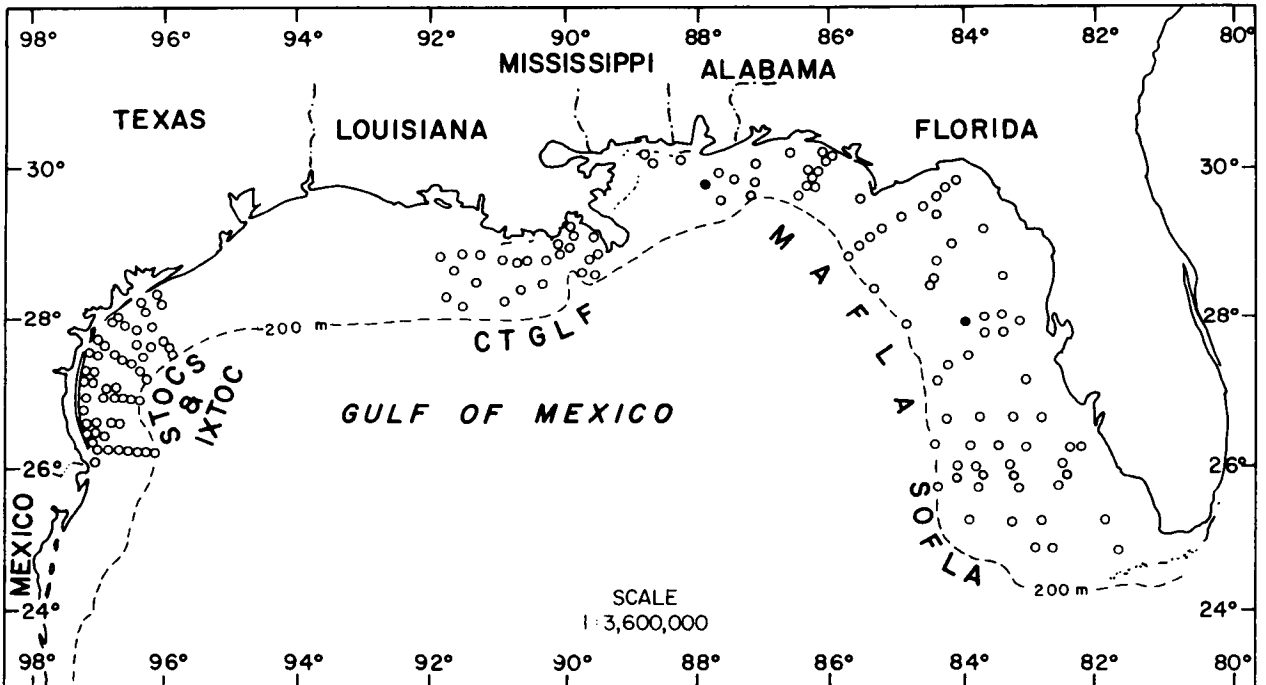 98° 96° 94° 92° 90° 88° 86° 84° 82° 80°
MISSISSIPPI ALABAMA
TEXAS LOUISIANA FLORIDA
30° 30°
MAFLA
28° 200 m CTGLF 28°
STOCS
&
IXTOC
GULF OF MEXICO
26° 26°
SOFLA
MEXICO
SCALE
1:3,600,000
200 m
24° 24°
98° 96° 94° 92° 90° 88° 86° 84° 82° 80°